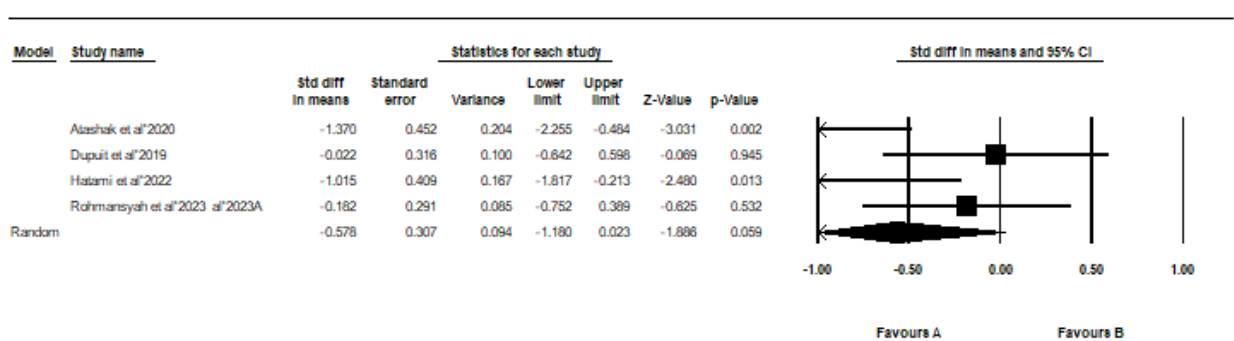 Model Study name Statistics for each study Std diff in means and 95% CI
Std diff in means Standard error Variance Lower limit Upper limit Z-Value p-Value
Atashak et al"2020 -1.370 0.452 0.204 -2.255 -0.484 -3.031 0.002
Dupuit et al"2019 -0.022 0.316 0.100 -0.642 0.598 -0.069 0.945
Hatami et al"2022 -1.015 0.409 0.167 -1.817 -0.213 -2.480 0.013
Rohmansyah et al"2023 al"2023A -0.182 0.291 0.085 -0.752 0.389 -0.625 0.532
Random -0.578 0.307 0.094 -1.180 0.023 -1.886 0.059
-1.00 -0.50 0.00 0.50 1.00
Favours A Favours B